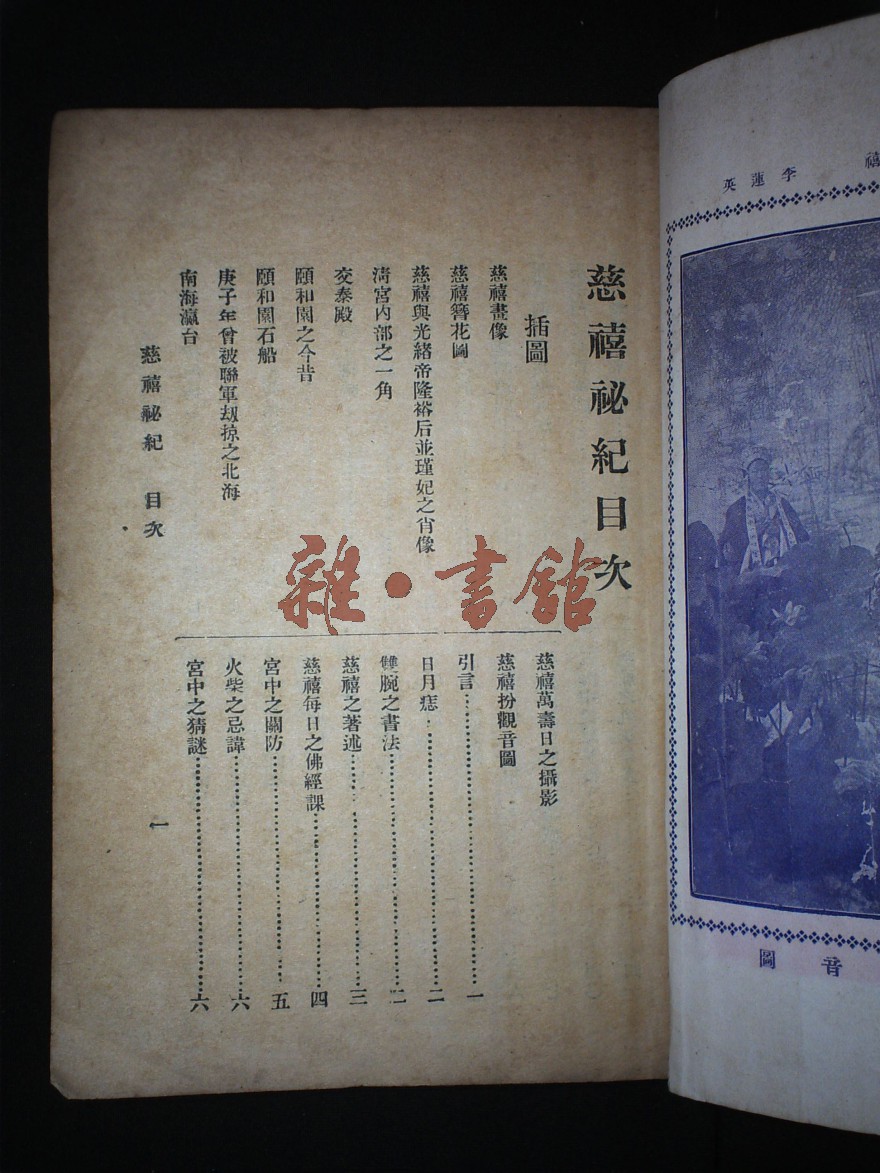 慈禧祕紀目次
插圖
慈禧畫像
慈禧簪花圖
慈禧與光緒帝隆裕后並瑾妃之肖像
淸宮內部之一角
交泰殿
頤和園之今昔
頤和園石船
庚子年曾被聯軍刧掠之北海
南海瀛台
慈禧萬壽日之攝影
慈禧扮觀音圖
引言⋯⋯⋯⋯⋯⋯⋯⋯一
日月痣⋯⋯⋯⋯⋯⋯⋯⋯二
雙腕之書法⋯⋯⋯⋯⋯⋯⋯⋯二
慈禧之著述⋯⋯⋯⋯⋯⋯⋯⋯三
慈禧每日之佛經課⋯⋯⋯⋯⋯⋯四
宮中之關防⋯⋯⋯⋯⋯⋯⋯⋯五
火柴之忌諱⋯⋯⋯⋯⋯⋯⋯⋯六
宮中之猜謎⋯⋯⋯⋯⋯⋯⋯⋯六
慈禧祕紀 目次
一
雜·書館
禧 李蓮英
音圖